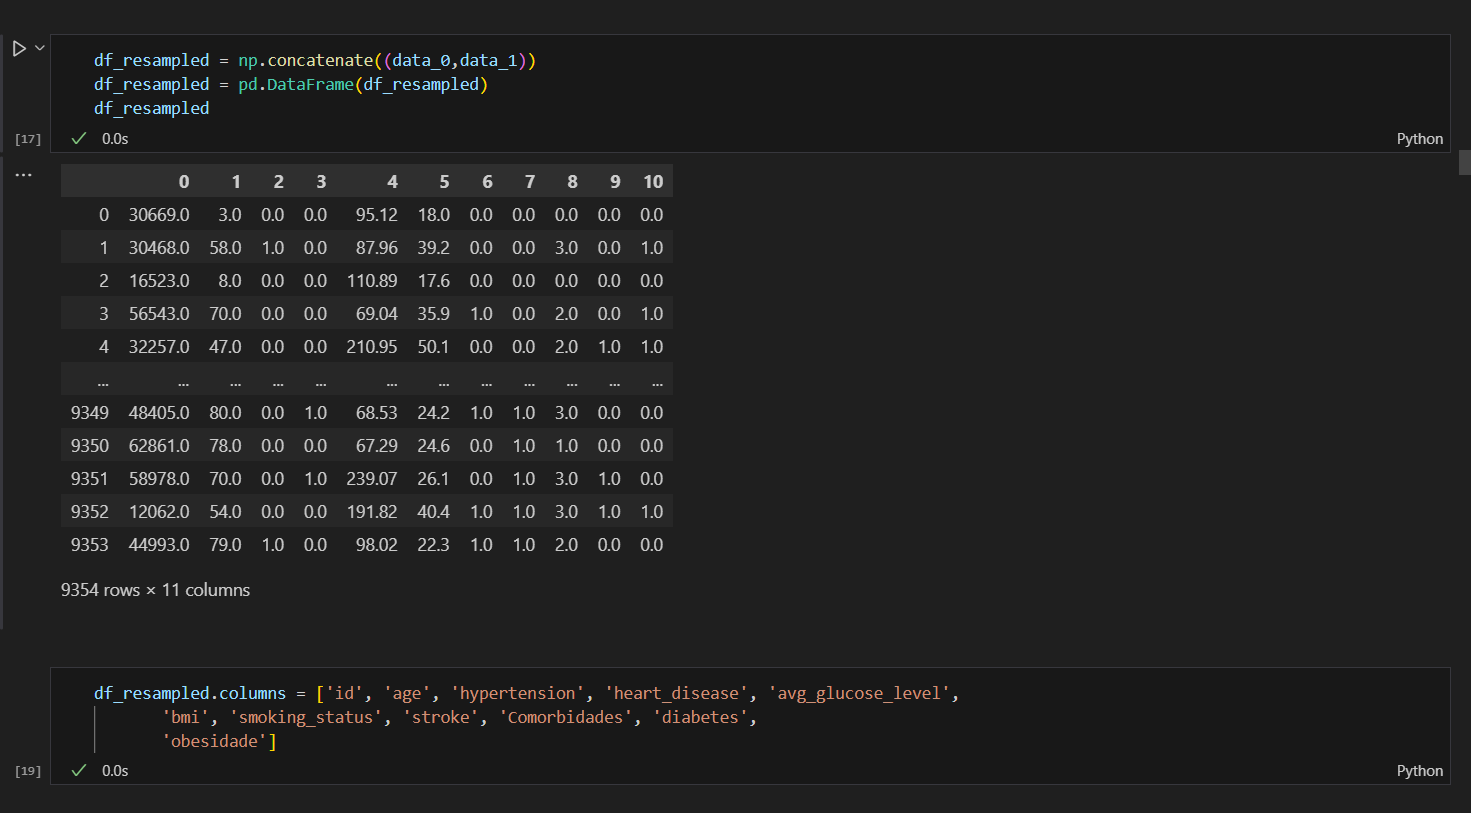 df_resampled = np.concatenate((data_0,data_1))
df_resampled = pd.DataFrame(df_resampled)
df_resampled
[17] 0.0s Python
...
0 1 2 3 4 5 6 7 8 9 10
0 30669.0 3.0 0.0 0.0 95.12 18.0 0.0 0.0 0.0 0.0 0.0
1 30468.0 58.0 1.0 0.0 87.96 39.2 0.0 0.0 3.0 0.0 1.0
2 16523.0 8.0 0.0 0.0 110.89 17.6 0.0 0.0 0.0 0.0 0.0
3 56543.0 70.0 0.0 0.0 69.04 35.9 1.0 0.0 2.0 0.0 1.0
4 32257.0 47.0 0.0 0.0 210.95 50.1 0.0 0.0 2.0 1.0 1.0
... ... ... ... ... ... ... ... ... ... ... ...
9349 48405.0 80.0 0.0 1.0 68.53 24.2 1.0 1.0 3.0 0.0 0.0
9350 62861.0 78.0 0.0 0.0 67.29 24.6 0.0 1.0 1.0 0.0 0.0
9351 58978.0 70.0 0.0 1.0 239.07 26.1 0.0 1.0 3.0 1.0 0.0
9352 12062.0 54.0 0.0 0.0 191.82 40.4 1.0 1.0 3.0 1.0 1.0
9353 44993.0 79.0 1.0 0.0 98.02 22.3 1.0 1.0 2.0 0.0 0.0
9354 rows × 11 columns
df_resampled.columns = ['id', 'age', 'hypertension', 'heart_disease', 'avg_glucose_level',
'bmi', 'smoking_status', 'stroke', 'Comorbidades', 'diabetes',
'obesidade']
[19] 0.0s Python